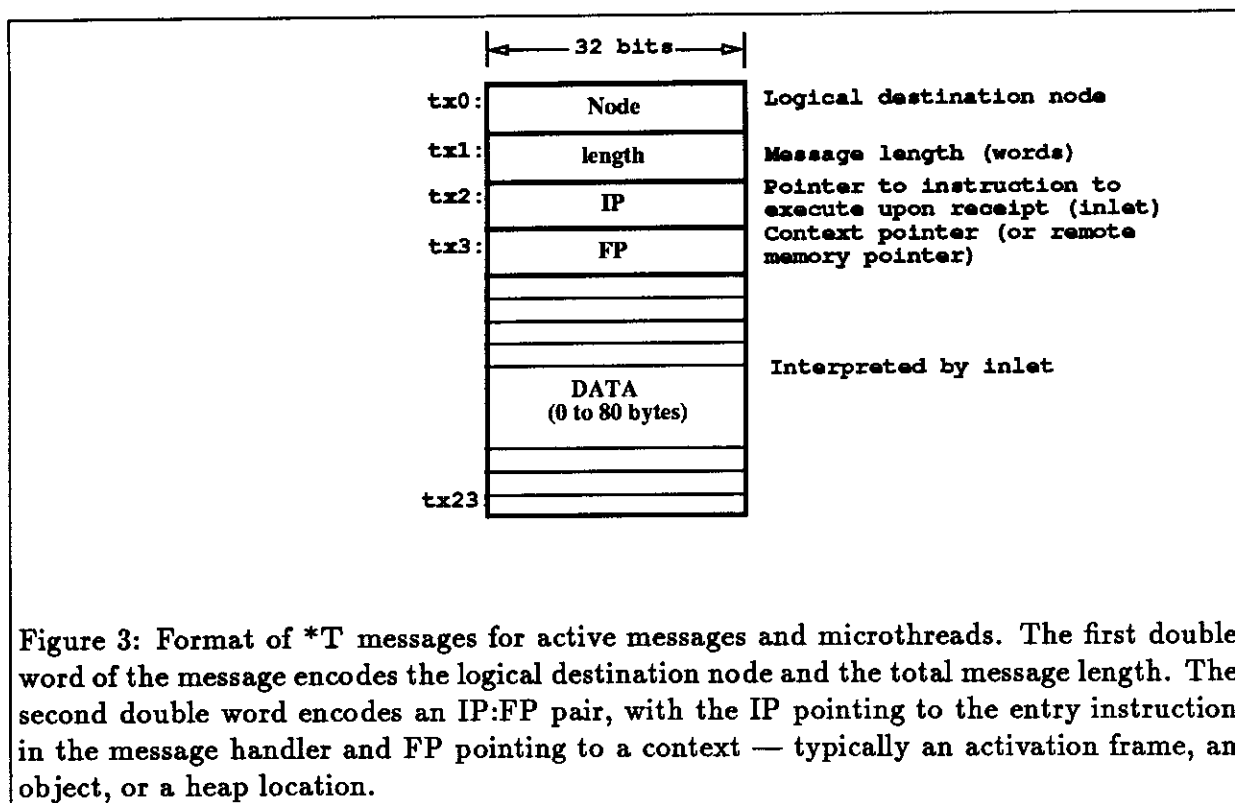 32 bits
tx0: Node Logical destination node
tx1: length Message length (words)
tx2: IP Pointer to instruction to
execute upon receipt (inlet)
tx3: FP Context pointer (or remote
memory pointer)
Interpreted by inlet
DATA
(0 to 80 bytes)
tx23:
Figure 3: Format of *T messages for active messages and microthreads. The first double
word of the message encodes the logical destination node and the total message length. The
second double word encodes an IP:FP pair, with the IP pointing to the entry instruction
in the message handler and FP pointing to a context — typically an activation frame, an
object, or a heap location.